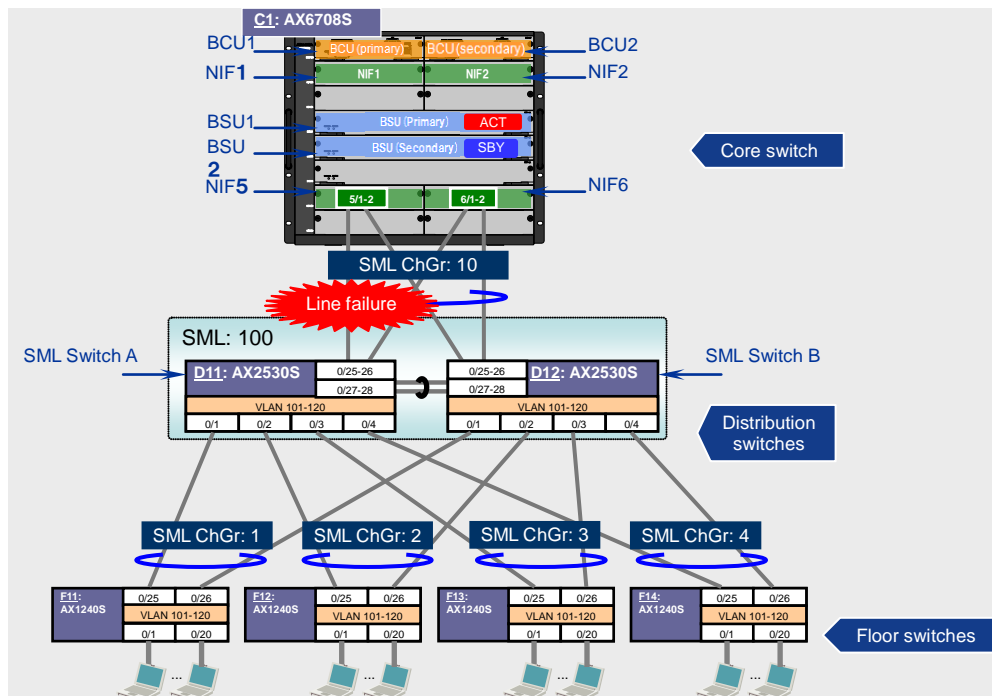 C1: AX6708S
BCU1
BCU (primary)
BCU (secondary)
BCU2
NIF1
NIF1
NIF2
NIF2
BSU1
BSU (Primary)
ACT
BSU
2
BSU (Secondary)
SBY
Core switch
NIF5
5/1-2
6/1-2
NIF6
SML ChGr: 10
Line failure
SML: 100
SML Switch A
SML Switch B
D11: AX2530S
0/25-26
0/27-28
VLAN 101-120
0/1
0/2
0/3
0/4
0/25-26
0/27-28
D12: AX2530S
VLAN 101-120
0/1
0/2
0/3
0/4
Distribution
switches
SML ChGr: 1
SML ChGr: 2
SML ChGr: 3
SML ChGr: 4
F11:
AX1240S
0/25
0/26
VLAN 101-120
0/1
0/20
...
F12:
AX1240S
0/25
0/26
VLAN 101-120
0/1
0/20
...
F13:
AX1240S
0/25
0/26
VLAN 101-120
0/1
0/20
...
F14:
AX1240S
0/25
0/26
VLAN 101-120
0/1
0/20
...
Floor switches